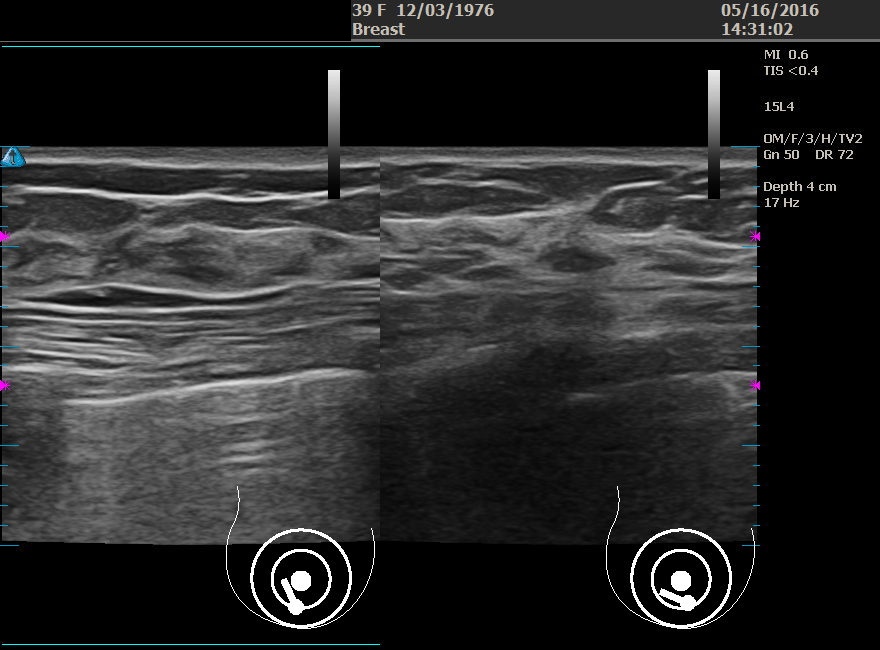 39 F 12/03/1976
Breast
05/16/2016
14:31:02
MI 0.6
TIS <0.4
15L4
OM/F/3/H/TV2
Gn 50 DR 72
Depth 4 cm
17 Hz